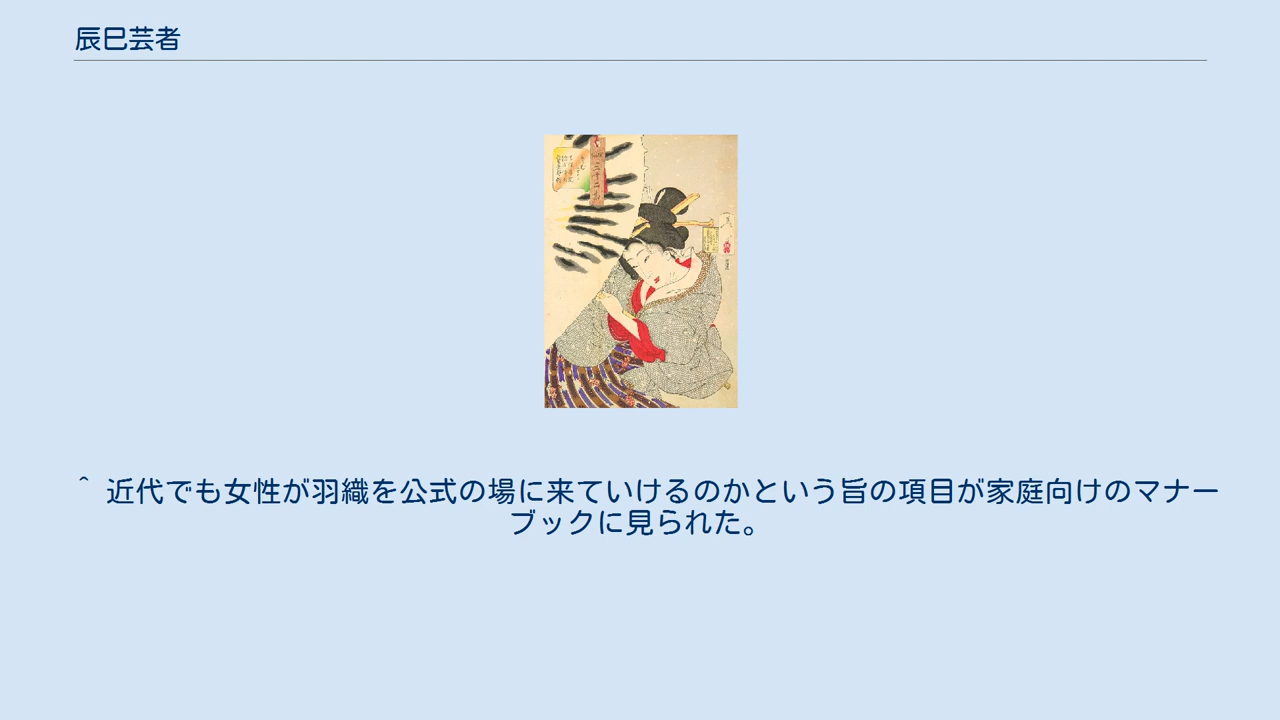 辰巳芸者
^ 近代でも女性が羽織を公式の場に来ていけるのかという旨の項目が家庭向けのマナー
ブックに見られた。